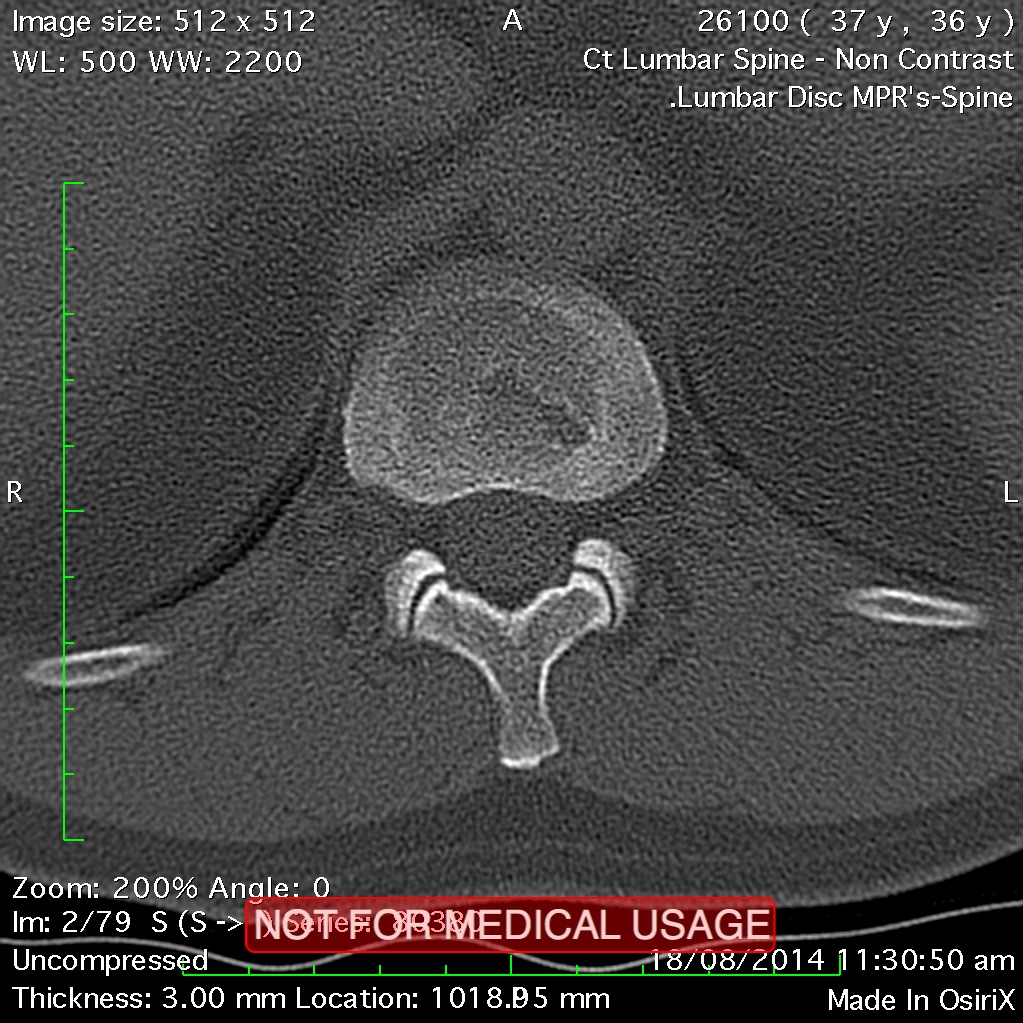 Image size: 512 x 512
WL: 500 WW: 2200
A
26100 ( 37 y , 36 y )
Ct Lumbar Spine - Non Contrast
.Lumbar Disc MPR's-Spine
R
L
Zoom: 200% Angle: 0
Im: 2/79 S (S -> I) Series:
NOT FOR MEDICAL USAGE
Uncompressed
18/08/2014 11:30:50 am
Thickness: 3.00 mm Location: 1018.95 mm
Made In OsiriX